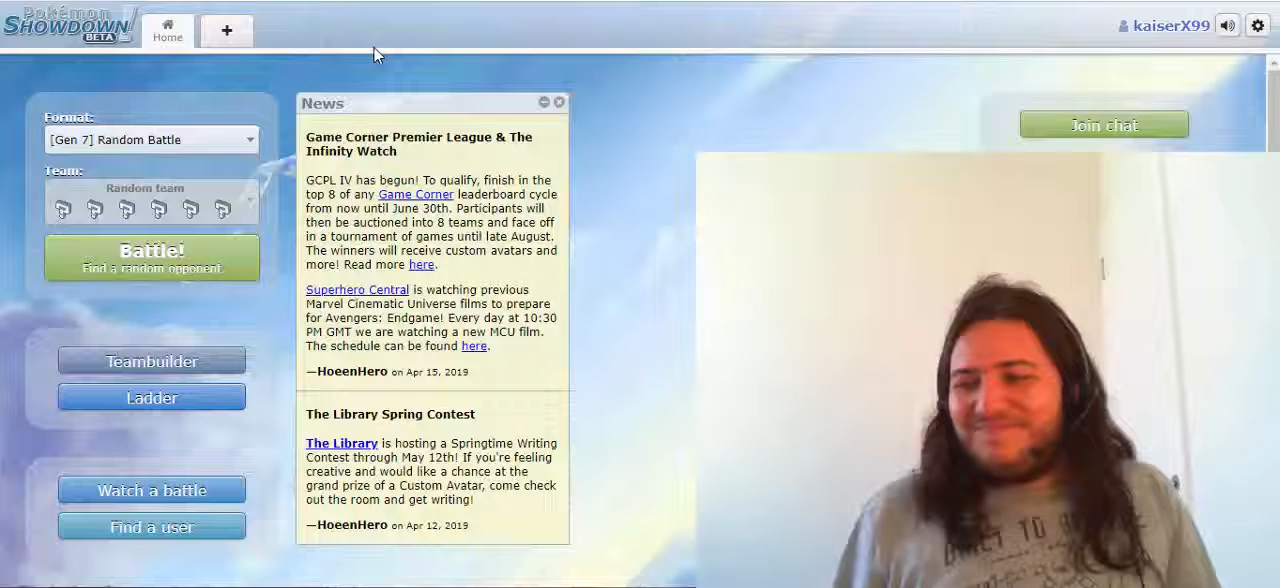 Pokémon
SHOWDOWN!
BETA
Home
+
kaiserX99
Format:
[Gen 7] Random Battle
Team:
Random team
Battle!
Find a random opponent
Teambuilder
Ladder
Watch a battle
Find a user
News
Game Corner Premier League & The
Infinity Watch
GCPL IV has begun! To qualify, finish in the
top 8 of any Game Corner leaderboard cycle
from now until June 30th. Participants will
then be auctioned into 8 teams and face off
in a tournament of games until late August.
The winners will receive custom avatars and
more! Read more here.
Superhero Central is watching previous
Marvel Cinematic Universe films to prepare
for Avengers: Endgame! Every day at 10:30
PM GMT we are watching a new MCU film.
The schedule can be found here.
—HoeenHero on Apr 15, 2019
The Library Spring Contest
The Library is hosting a Springtime Writing
Contest through May 12th! If you're feeling
creative and would like a chance at the
grand prize of a Custom Avatar, come check
out the room and get writing!
—HoeenHero on Apr 12, 2019
Join chat
BUILT TO